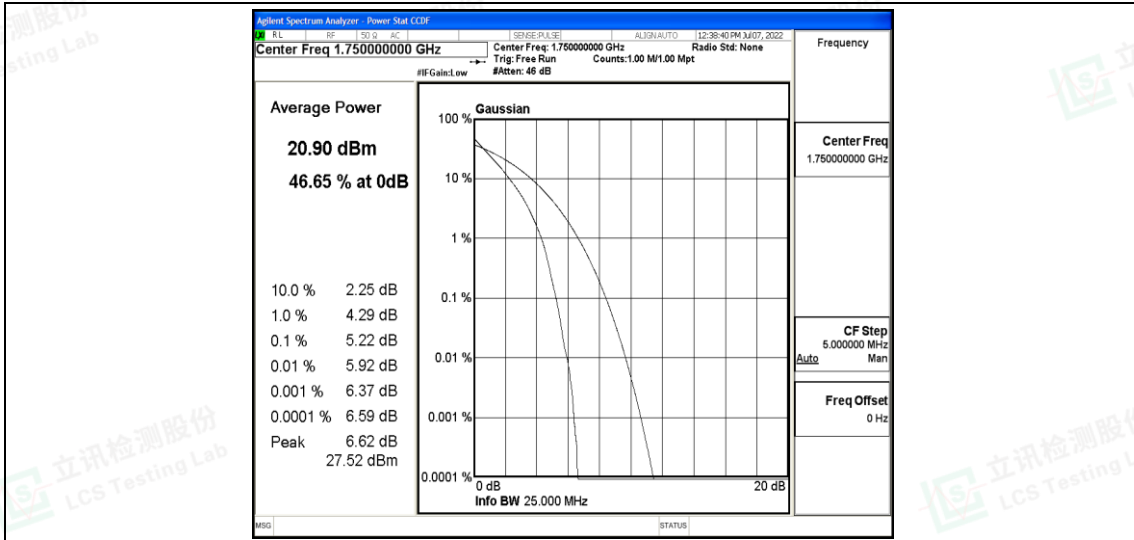 Agilent Spectrum Analyzer - Power Stat CCDF
RL RF 50 Ω AC SENSE:PULSE ALIGNAUTO 12:38:40 PM Jul 07, 2022
Center Freq 1.750000000 GHz
Center Freq: 1.750000000 GHz Radio Std: None
Trig: Free Run Counts:1.00 M/1.00 Mpt
#IFGain:Low #Atten: 46 dB
Frequency
Average Power
20.90 dBm
46.65 % at 0dB
10.0 % 2.25 dB
1.0 % 4.29 dB
0.1 % 5.22 dB
0.01 % 5.92 dB
0.001 % 6.37 dB
0.0001 % 6.59 dB
Peak 6.62 dB
27.52 dBm
Gaussian
100 %
10 %
1 %
0.1 %
0.01 %
0.001 %
0.0001 %
0 dB 20 dB
Info BW 25.000 MHz
Center Freq
1.750000000 GHz
CF Step
5.000000 MHz
Auto Man
Freq Offset
0 Hz
MSG STATUS
立讯检测股份
LCS Testing Lab
立讯检测股份
LCS Testing L